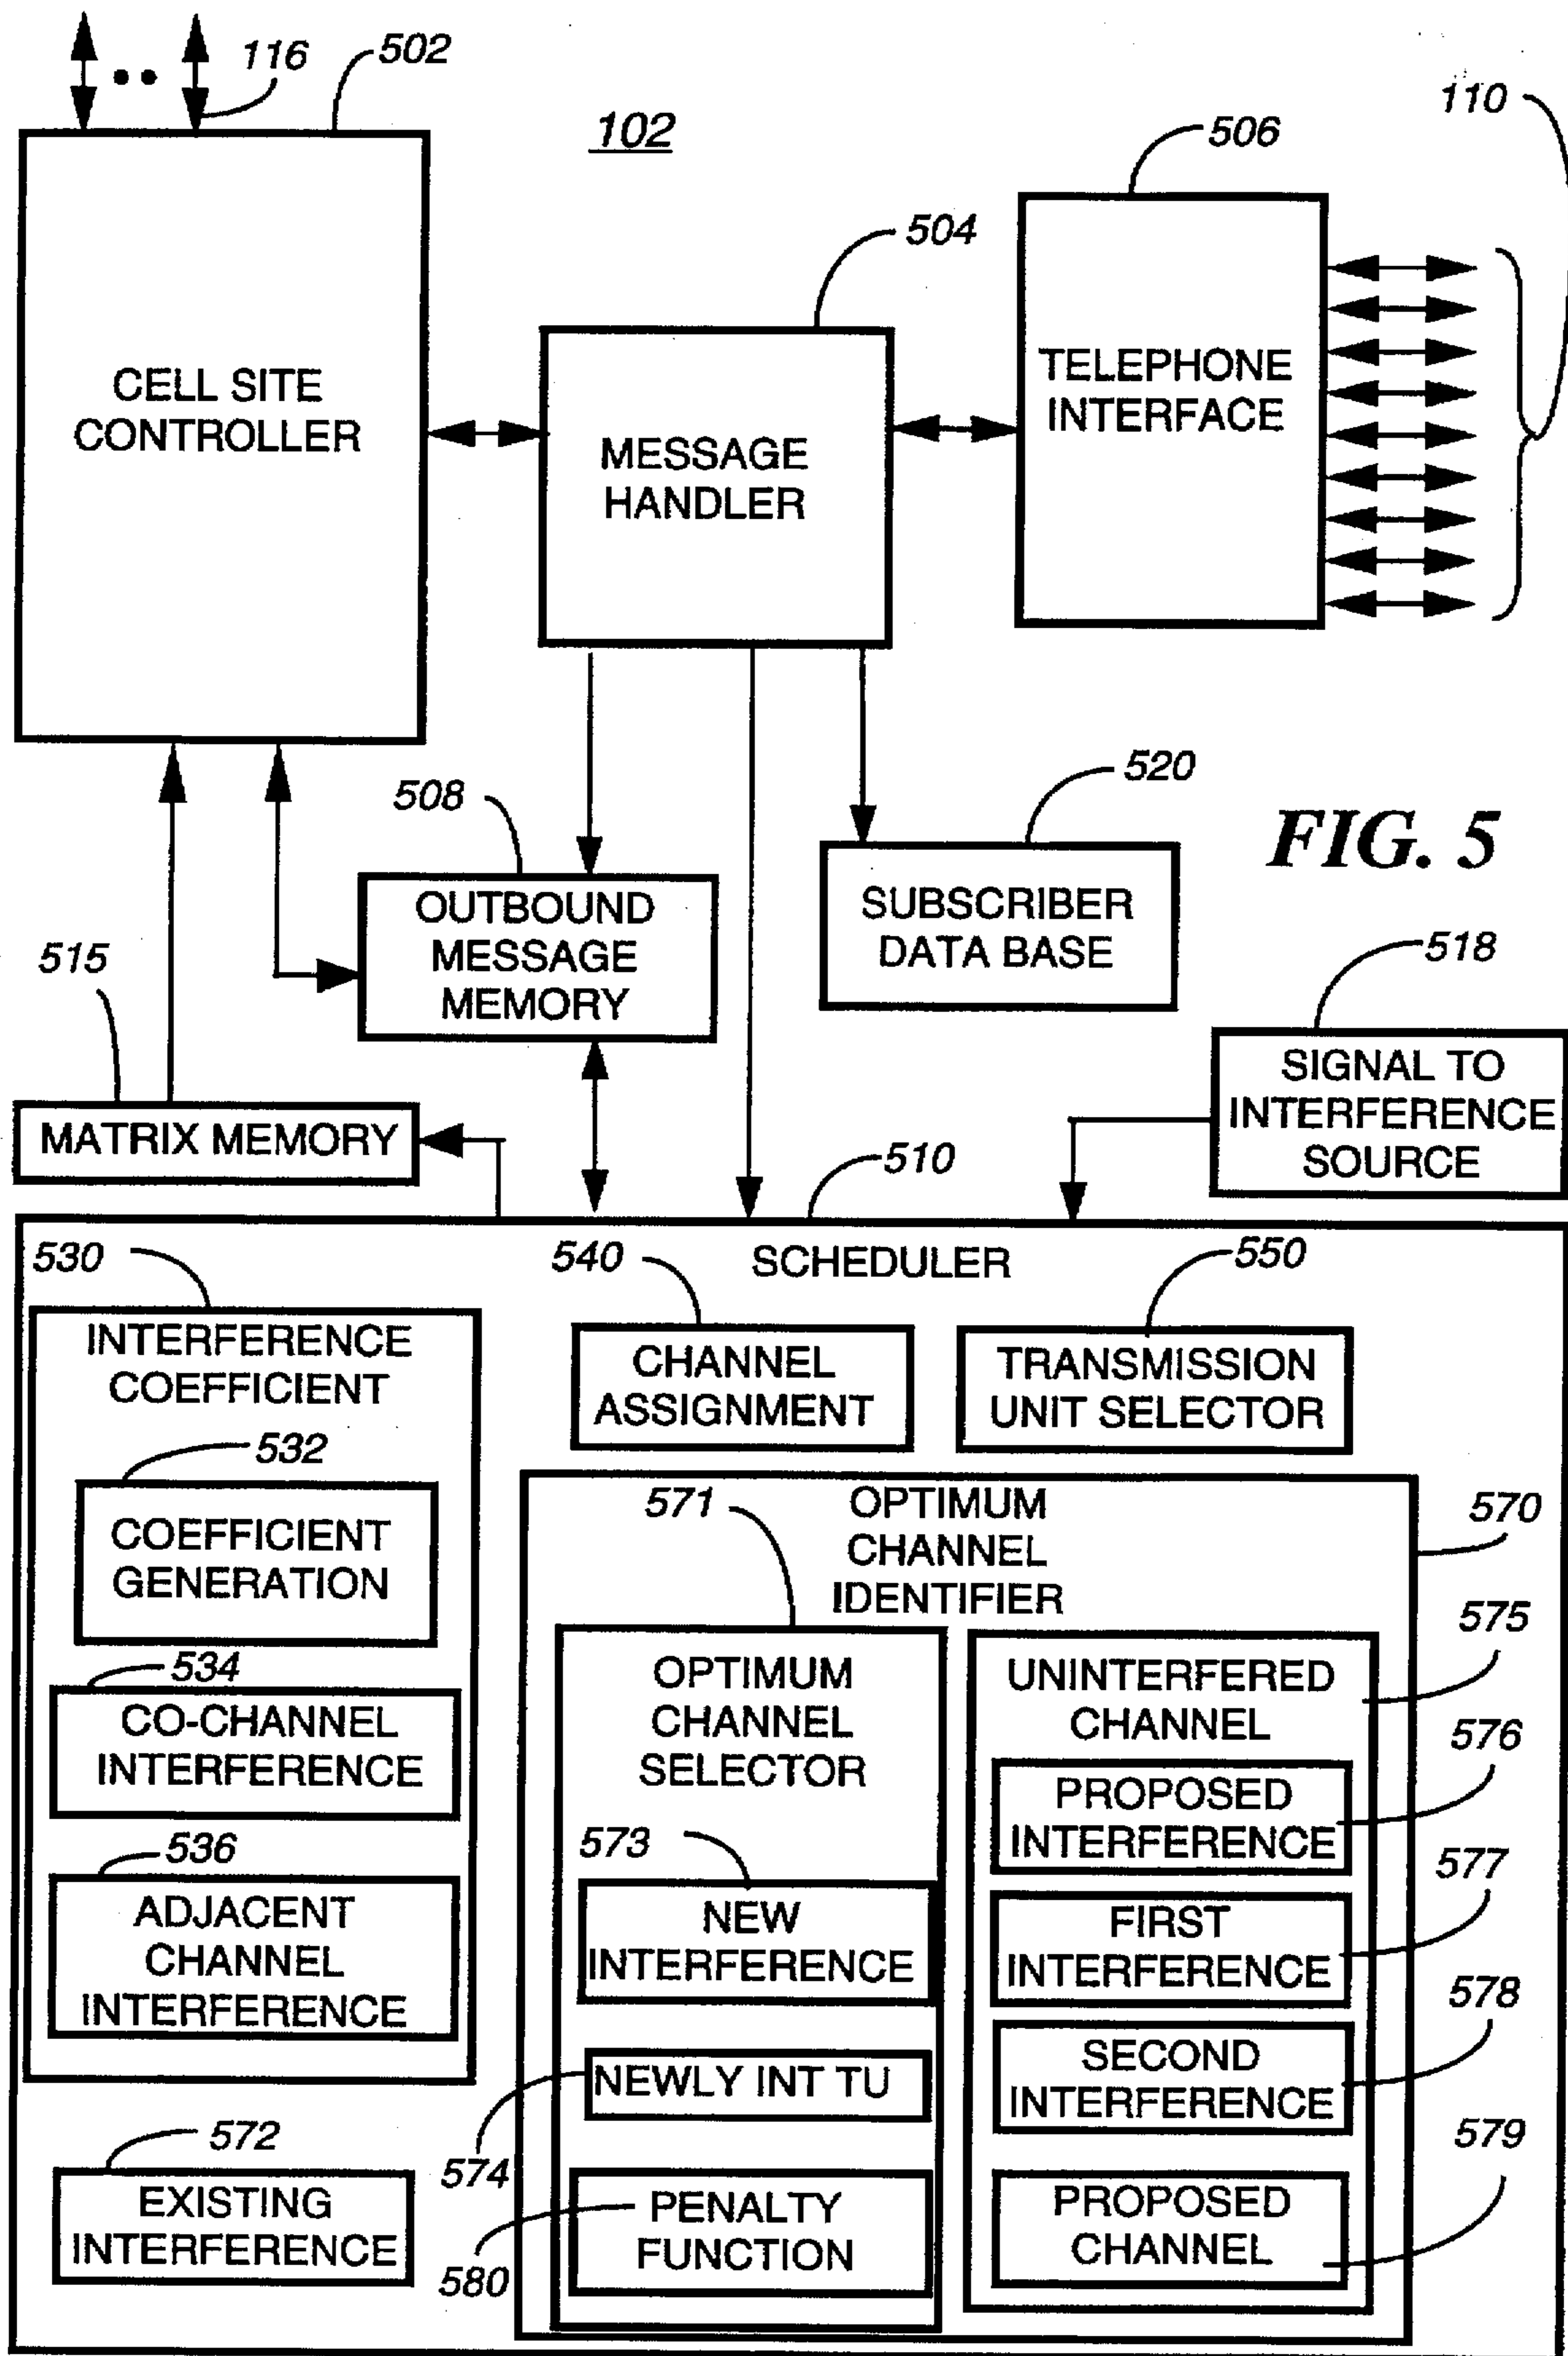 116
502
102
110
506
504
CELL SITE
CONTROLLER
MESSAGE
HANDLER
TELEPHONE
INTERFACE
508
520
FIG. 5
OUTBOUND
MESSAGE
MEMORY
SUBSCRIBER
DATA BASE
515
518
MATRIX MEMORY
SIGNAL TO
INTERFERENCE
SOURCE
510
SCHEDULER
530
540
550
INTERFERENCE
COEFFICIENT
CHANNEL
ASSIGNMENT
TRANSMISSION
UNIT SELECTOR
532
COEFFICIENT
GENERATION
534
CO-CHANNEL
INTERFERENCE
536
ADJACENT
CHANNEL
INTERFERENCE
572
EXISTING
INTERFERENCE
571
OPTIMUM
CHANNEL
IDENTIFIER
570
OPTIMUM
CHANNEL
SELECTOR
573
NEW
INTERFERENCE
NEWLY INT TU
574
PENALTY
FUNCTION
580
575
UNINTERFERED
CHANNEL
576
PROPOSED
INTERFERENCE
577
FIRST
INTERFERENCE
578
SECOND
INTERFERENCE
579
PROPOSED
CHANNEL